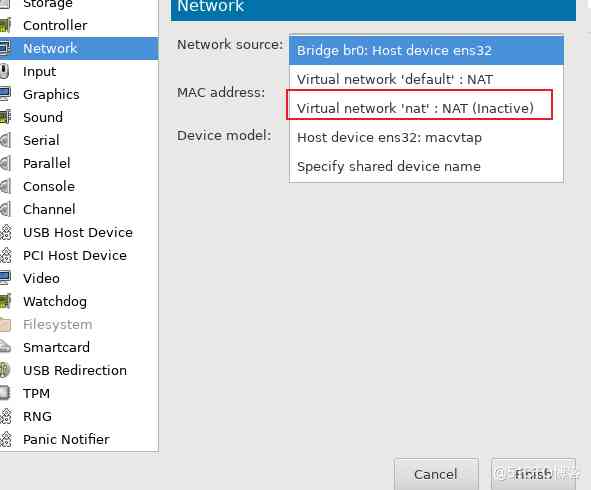 Storage
Controller
Network
Input
Graphics
Sound
Serial
Parallel
Console
Channel
USB Host Device
PCI Host Device
Video
Watchdog
Filesystem
Smartcard
USB Redirection
TPM
RNG
Panic Notifier
Network
Network source:
Bridge br0: Host device ens32
Virtual network 'default' : NAT
MAC address:
Virtual network 'nat' : NAT (Inactive)
Device model:
Host device ens32: macvtap
Specify shared device name
Cancel
Finish
@51CTO博客